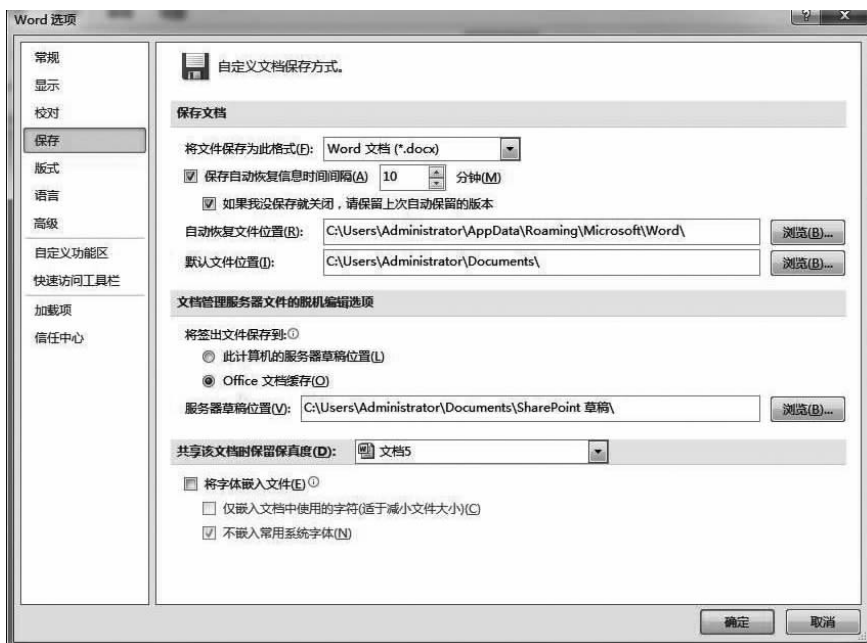 Word 选项
? X
常规
显示
校对
保存
版式
语言
高级
自定义功能区
快速访问工具栏
加载项
信任中心
自定义文档保存方式。
保存文档
将文件保存为此格式(F): Word 文档 (*.docx)
保存自动恢复信息时间间隔(A) 10 分钟(M)
如果我没保存就关闭，请保留上次自动保留的版本
自动恢复文件位置(R): C:\Users\Administrator\AppData\Roaming\Microsoft\Word\ 浏览(B)...
默认文件位置(I): C:\Users\Administrator\Documents\ 浏览(B)...
文档管理服务器文件的脱机编辑选项
将签出文件保存到:
此计算机的服务器草稿位置(L)
Office 文档缓存(O)
服务器草稿位置(V): C:\Users\Administrator\Documents\SharePoint 草稿\ 浏览(B)...
共享该文档时保留保真度(D): 文档5
将字体嵌入文件(E)
仅嵌入文档中使用的字符(适于减小文件大小)(C)
不嵌入常用系统字体(N)
确定 取消